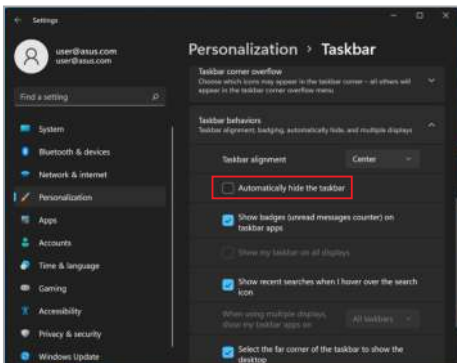 Settings
user@asus.com
user@asus.com
Find a setting
System
Bluetooth & devices
Network & internet
Personalization
Apps
Accounts
Time & language
Gaming
Accessibility
Privacy & security
Windows Update
Personalization > Taskbar
Taskbar corner overflow
Choose which icons may appear in the taskbar corner – all others will
appear in the taskbar corner overflow menu
Taskbar behaviors
Taskbar alignment, badging, automatically hide, and multiple displays
Taskbar alignment
Center
Automatically hide the taskbar
Show badges (unread messages counter) on
taskbar apps
Show my taskbar on all displays
Show recent searches when I hover over the search
icon
When using multiple displays,
show my taskbar apps on
All taskbars
Select the far corner of the taskbar to show the
desktop